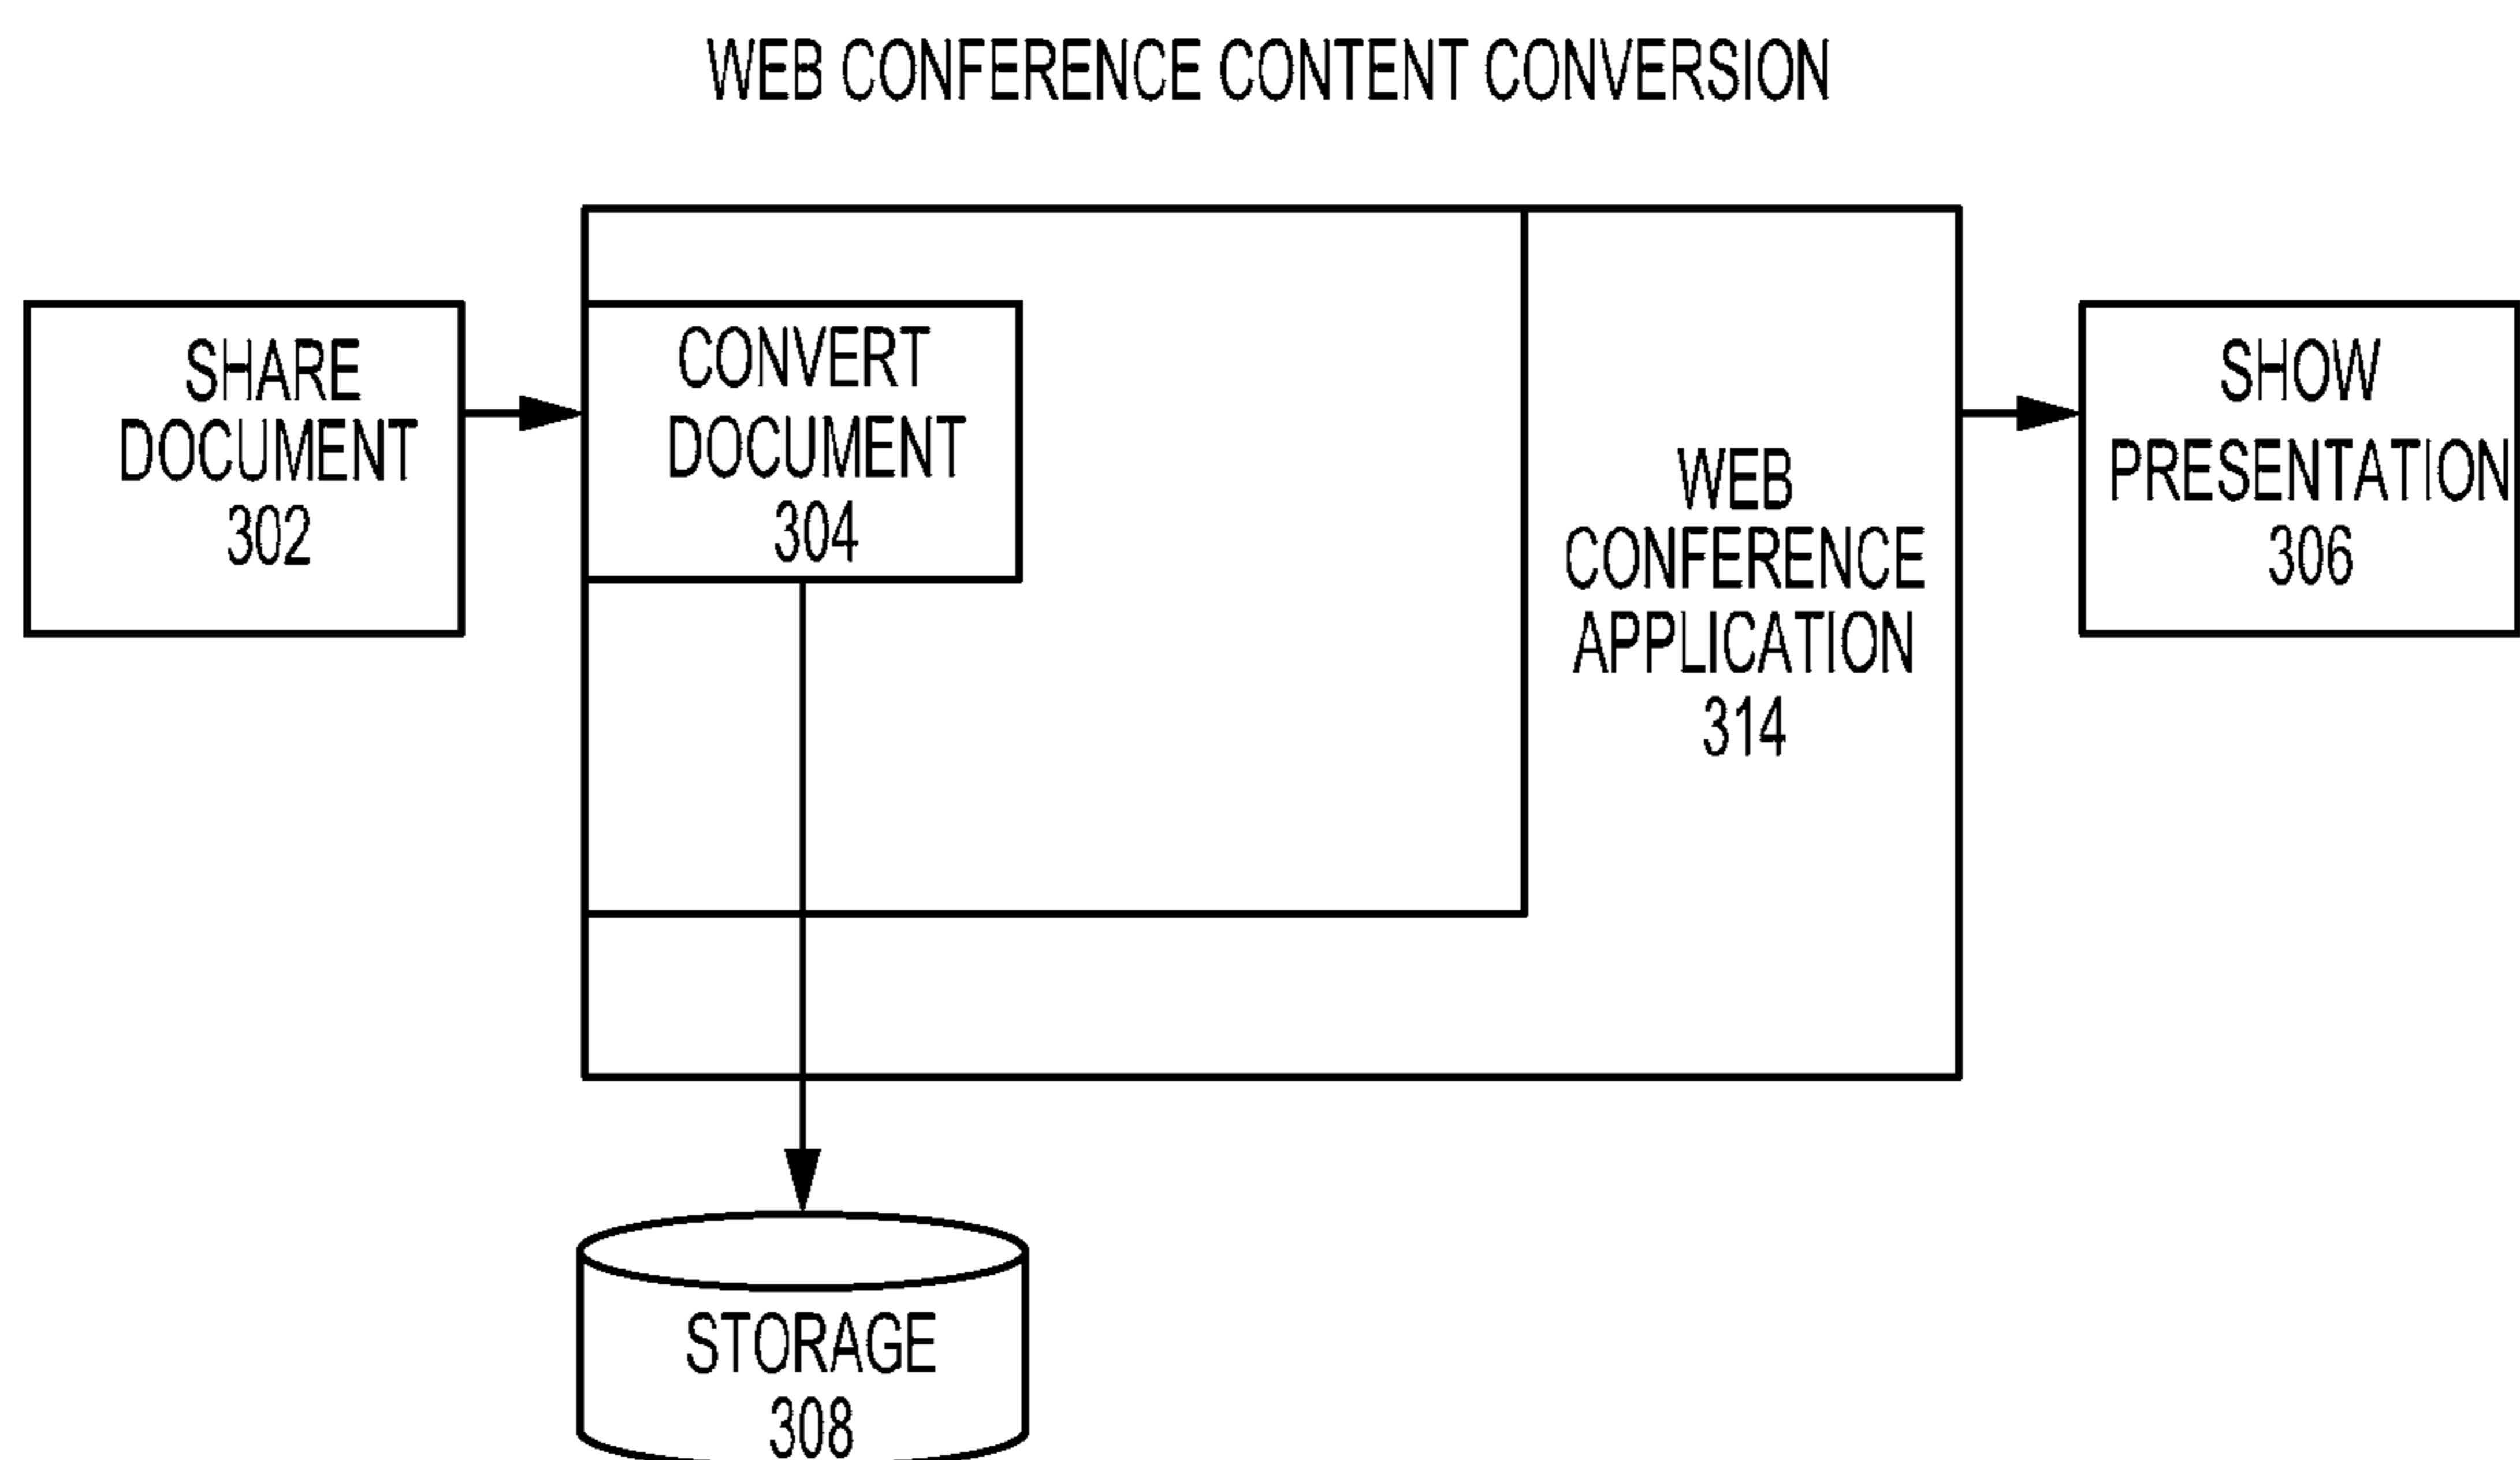 WEB CONFERENCE CONTENT CONVERSION
SHARE
DOCUMENT
302
CONVERT
DOCUMENT
304
WEB
CONFERENCE
APPLICATION
314
SHOW
PRESENTATION
306
STORAGE
308